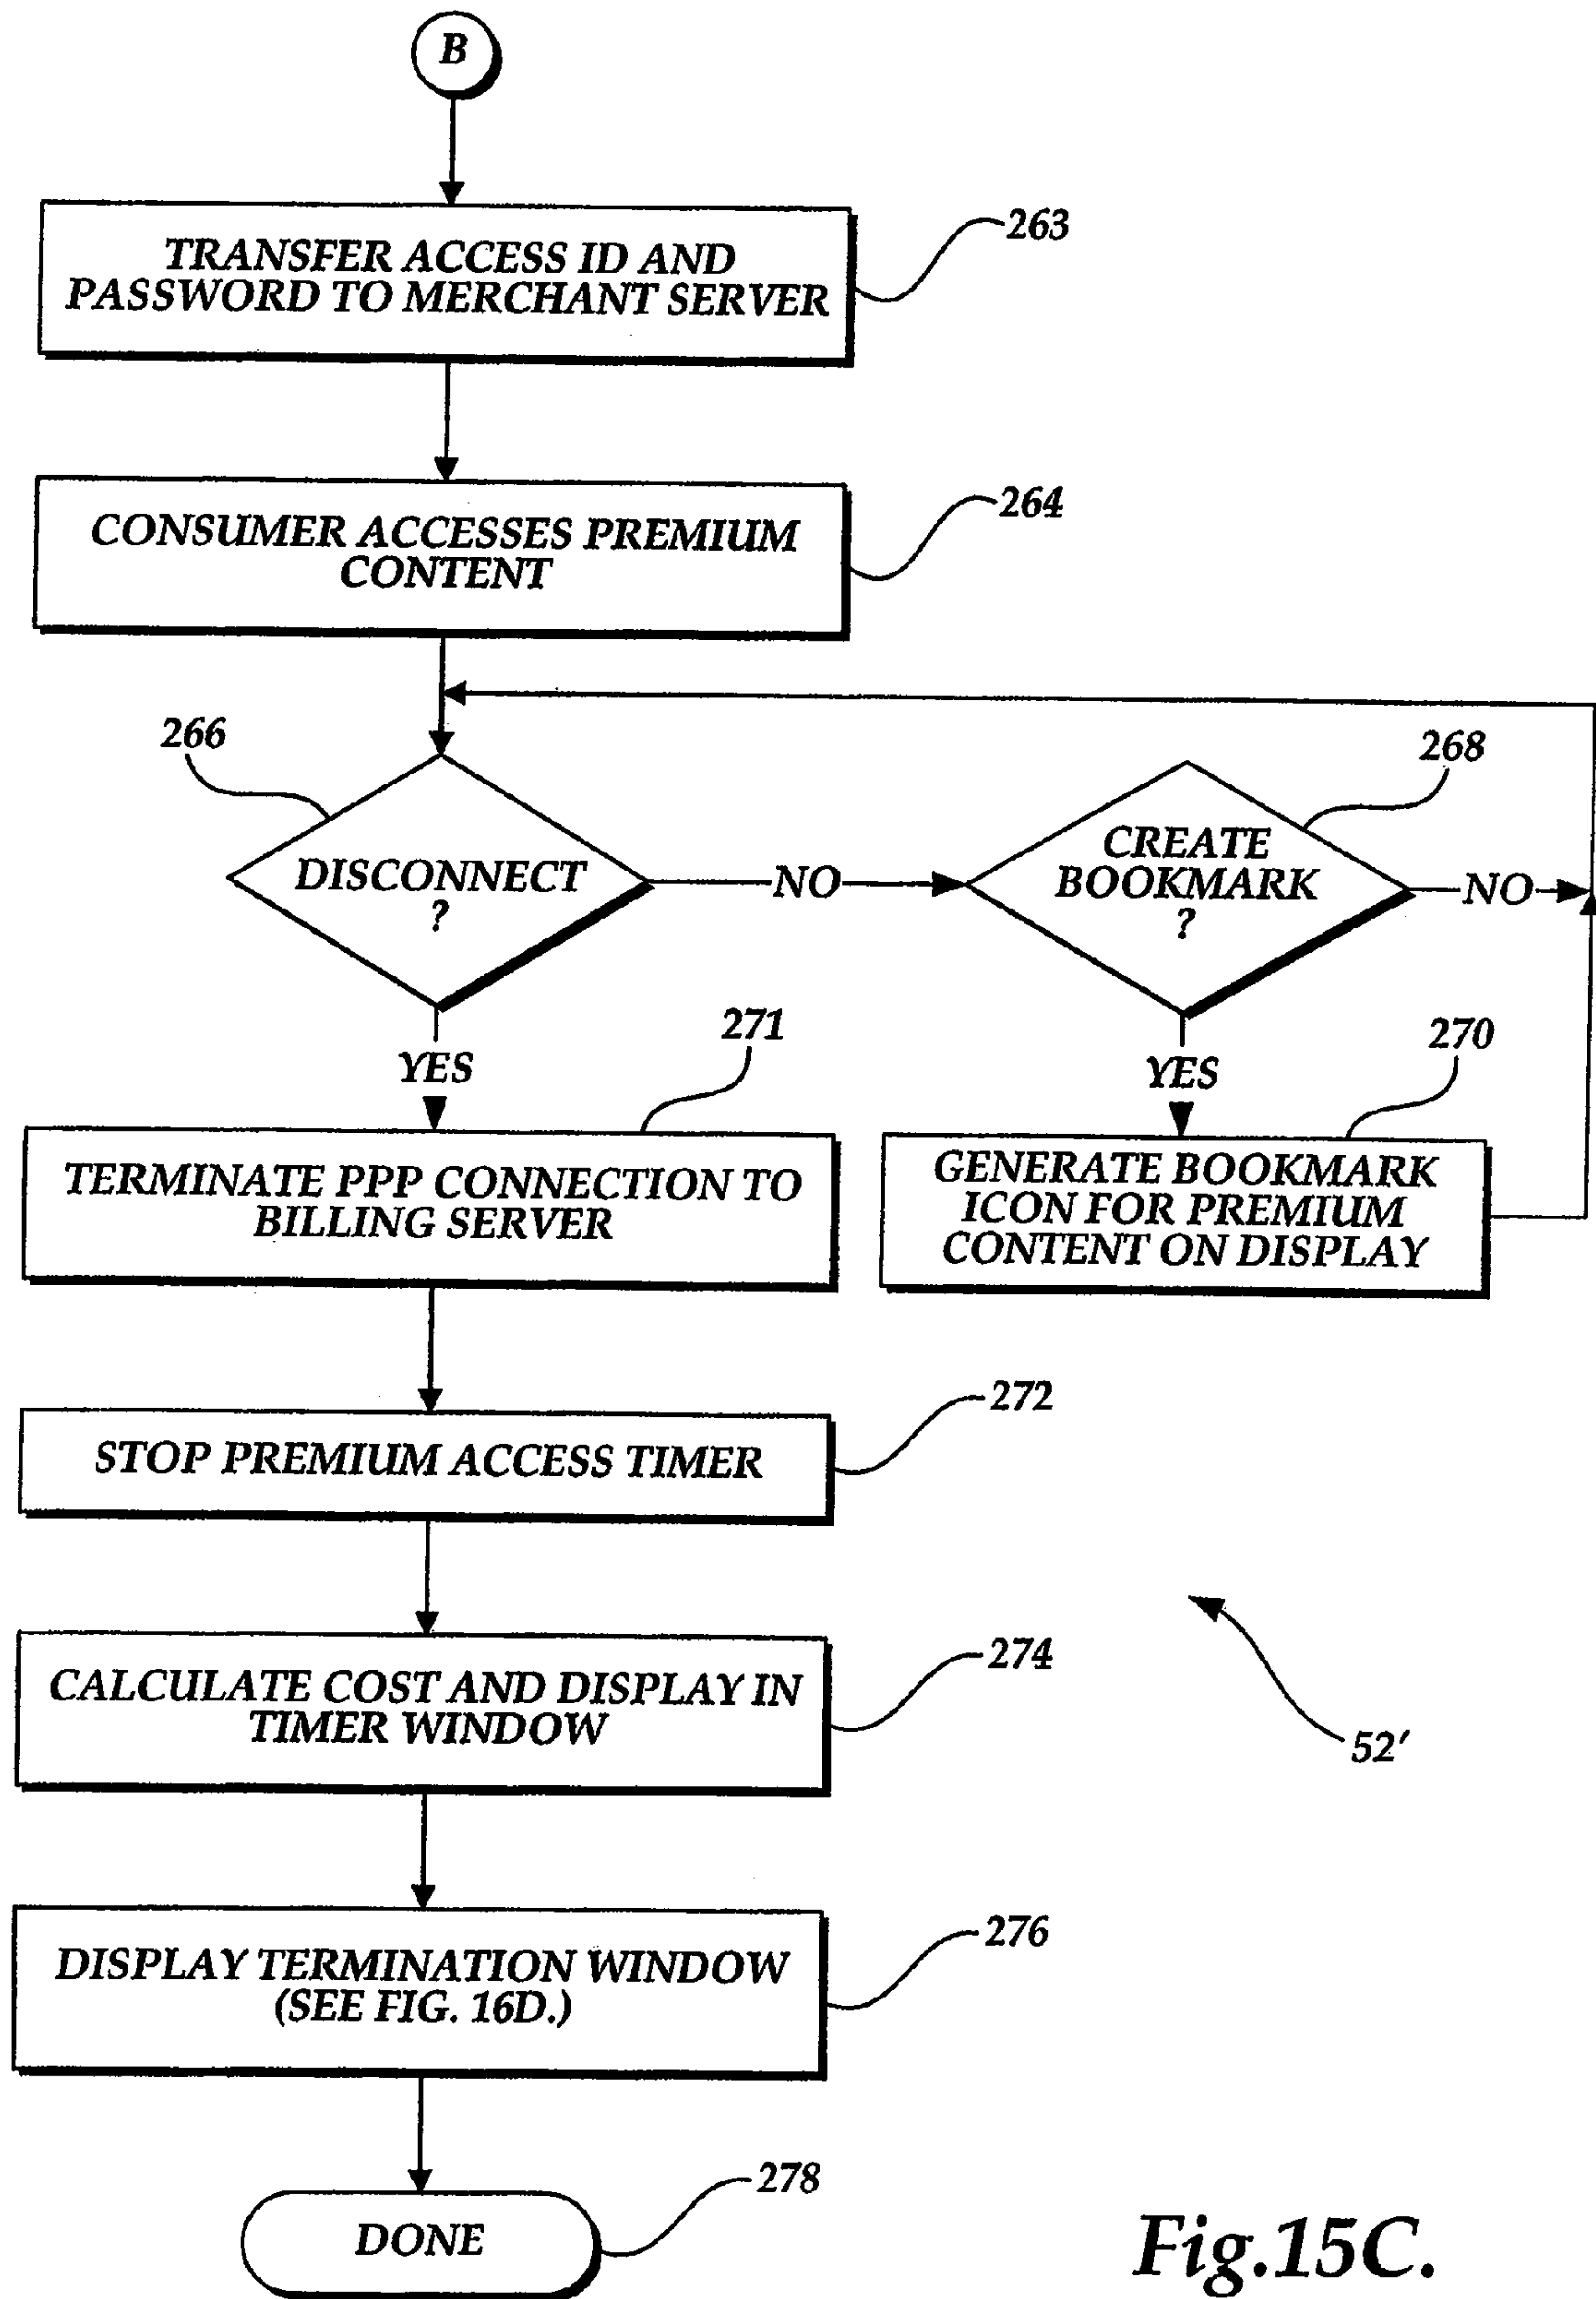 B
TRANSFER ACCESS ID AND
PASSWORD TO MERCHANT SERVER
263
CONSUMER ACCESSES PREMIUM
CONTENT
264
266
DISCONNECT
?
NO
268
CREATE
BOOKMARK
?
NO
YES
271
YES
270
TERMINATE PPP CONNECTION TO
BILLING SERVER
GENERATE BOOKMARK
ICON FOR PREMIUM
CONTENT ON DISPLAY
STOP PREMIUM ACCESS TIMER
272
CALCULATE COST AND DISPLAY IN
TIMER WINDOW
274
52'
DISPLAY TERMINATION WINDOW
(SEE FIG. 16D.)
276
DONE
278
Fig.15C.